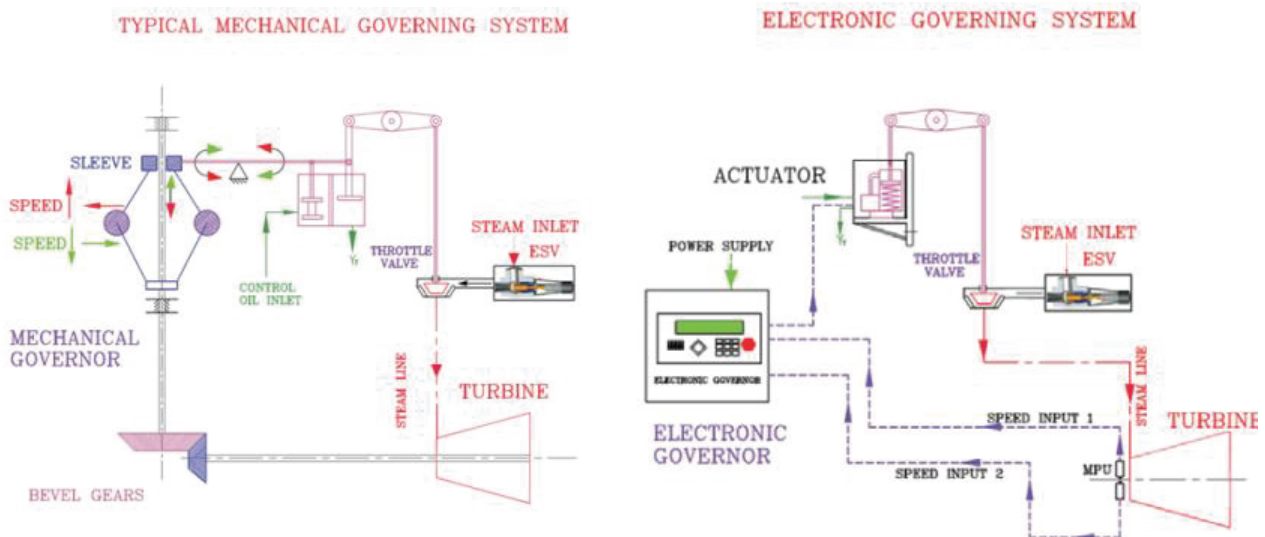 TYPICAL MECHANICAL GOVERNING SYSTEM
SLEEVE
SPEED
SPEED
MECHANICAL
GOVERNOR
BEVEL GEARS
CONTROL
OIL INLET
THROTTLE
VALVE
STEAM INLET
ESV
STEAM LINE
TURBINE
ELECTRONIC GOVERNING SYSTEM
ACTUATOR
POWER SUPPLY
ELECTRONIC GOVERNOR
ELECTRONIC
GOVERNOR
THROTTLE
VALVE
STEAM INLET
ESV
STEAM LINE
TURBINE
SPEED INPUT 1
MPU
SPEED INPUT 2